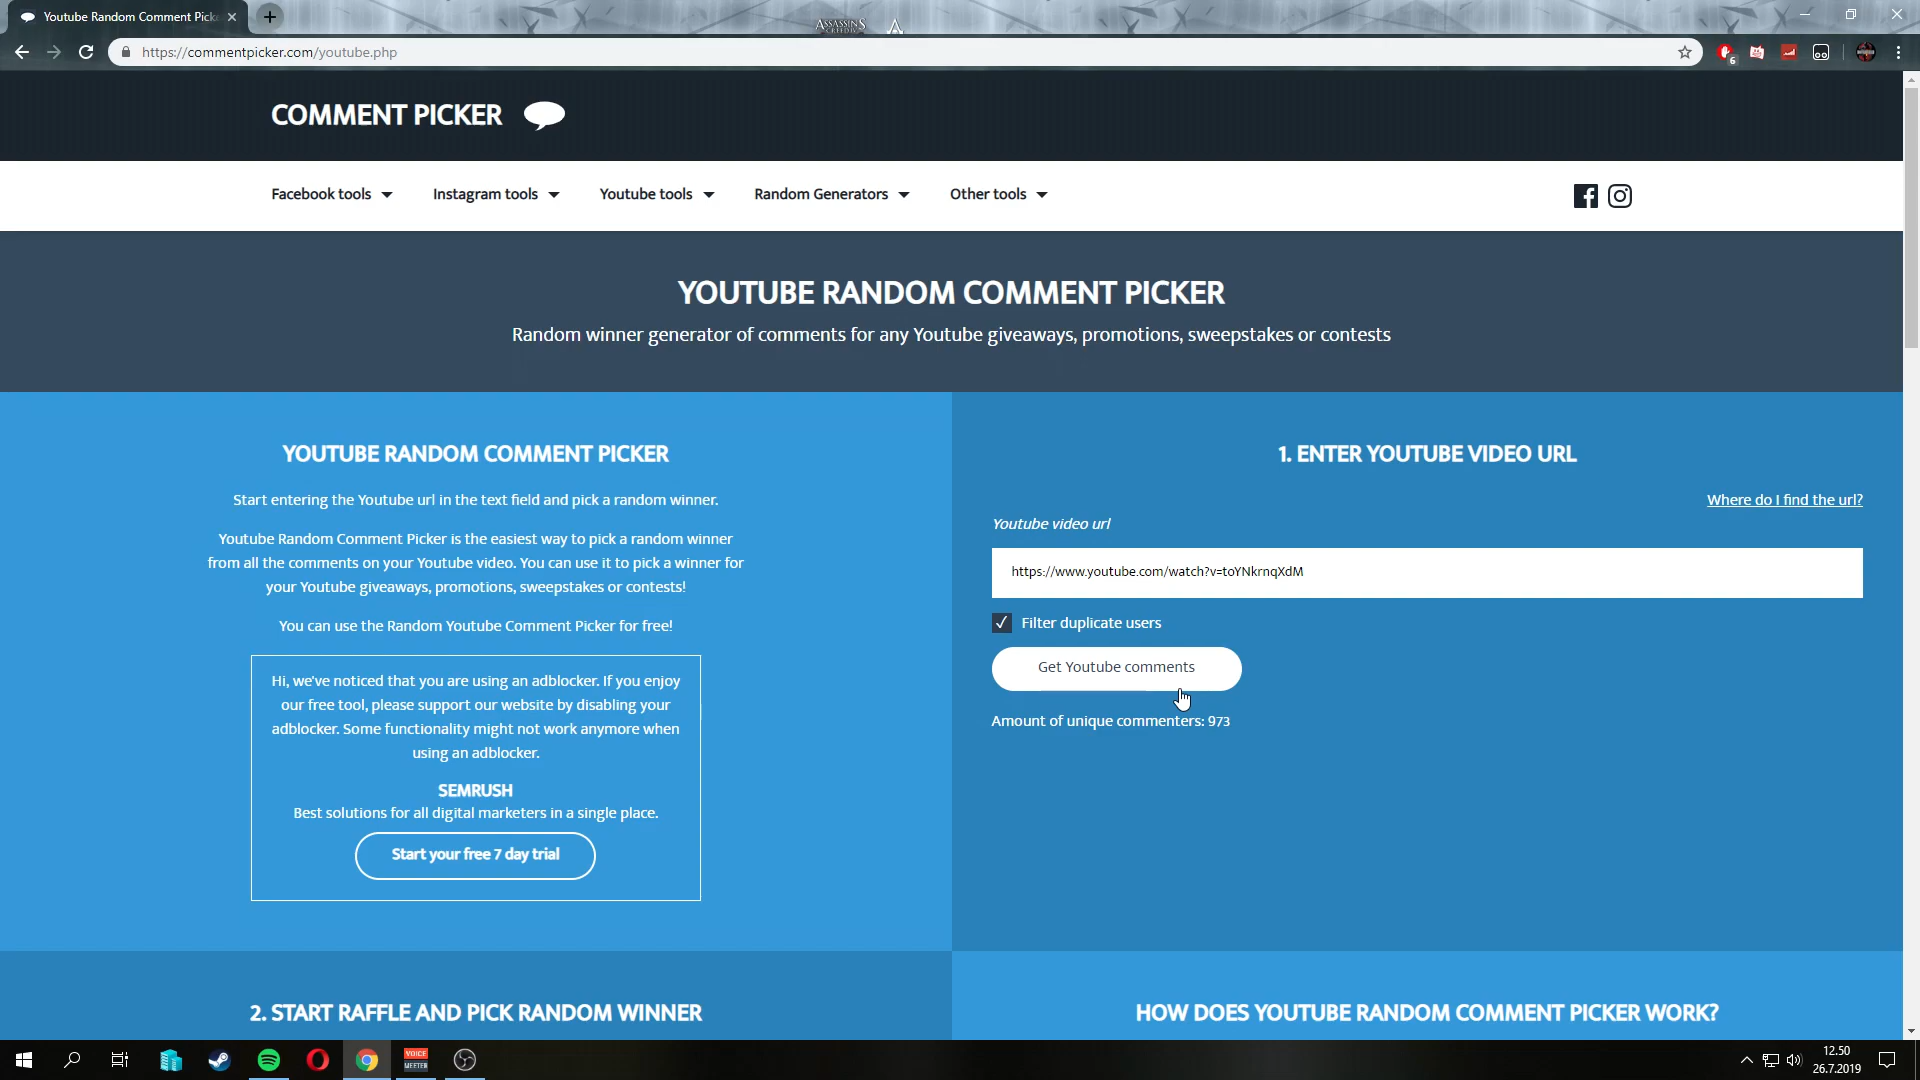 Youtube Random Comment Pick
ASSASSIN'S
CREED IV
https://commentpicker.com/youtube.php
6
COMMENT PICKER
Facebook tools
Instagram tools
Youtube tools
Random Generators
Other tools
YOUTUBE RANDOM COMMENT PICKER
Random winner generator of comments for any Youtube giveaways, promotions, sweepstakes or contests
YOUTUBE RANDOM COMMENT PICKER
Start entering the Youtube url in the text field and pick a random winner.
Youtube Random Comment Picker is the easiest way to pick a random winner
from all the comments on your Youtube video. You can use it to pick a winner for
your Youtube giveaways, promotions, sweepstakes or contests!
You can use the Random Youtube Comment Picker for free!
Hi, we've noticed that you are using an adblocker. If you enjoy
our free tool, please support our website by disabling your
adblocker. Some functionality might not work anymore when
using an adblocker.
SEMRUSH
Best solutions for all digital marketers in a single place.
Start your free 7 day trial
1. ENTER YOUTUBE VIDEO URL
Where do I find the url?
Youtube video url
https://www.youtube.com/watch?v=toYNkrnqXdM
Filter duplicate users
Get Youtube comments
Amount of unique commenters: 973
2. START RAFFLE AND PICK RANDOM WINNER
HOW DOES YOUTUBE RANDOM COMMENT PICKER WORK?
VOICE
MEETER
12.50
26.7.2019